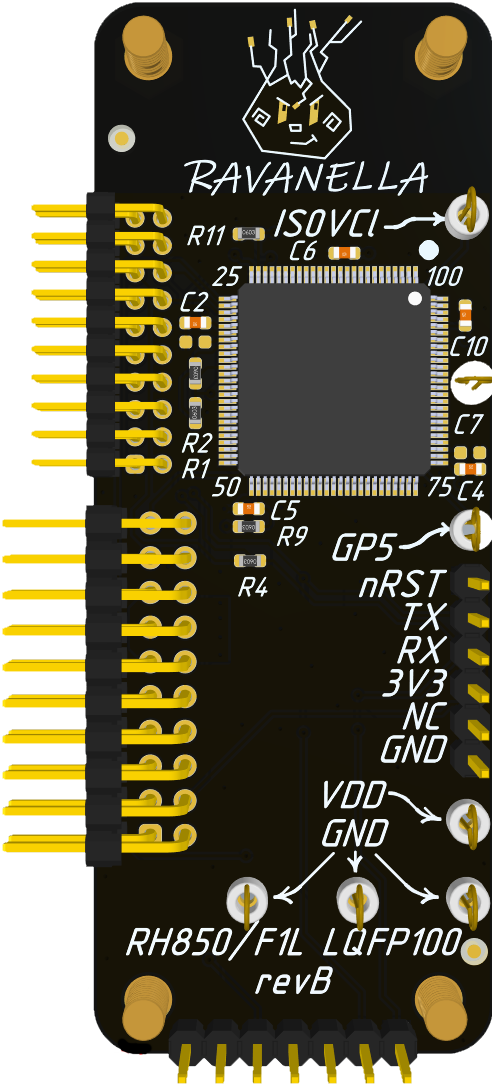 RAVANELLA
ISOVCl
R11
C6
25
100
C2
C10
C7
R2
R1
50
75
C4
C5
R9
GP5
R4
nRST
TX
RX
3V3
NC
GND
VDD
GND
RH850/F1L LQFP100
revB